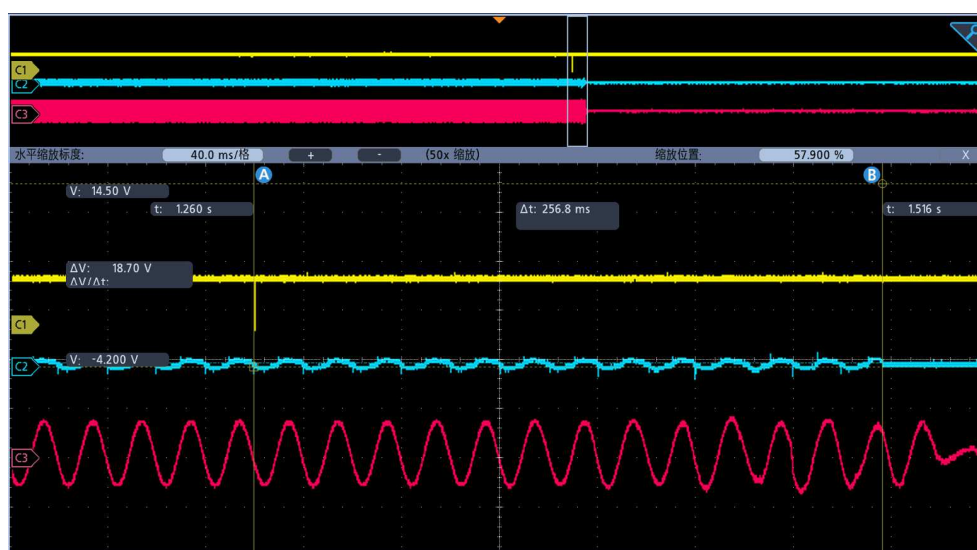 C1
C2
C3
水平缩放标度: 40.0 ms/格 + - (50x 缩放) 缩放位置: 57.900 % X
A B
V: 14.50 V
t: 1.260 s Δt: 256.8 ms t: 1.516 s
ΔV: 18.70 V
ΔV/Δt:
C1
V: -4.200 V
C2
C3